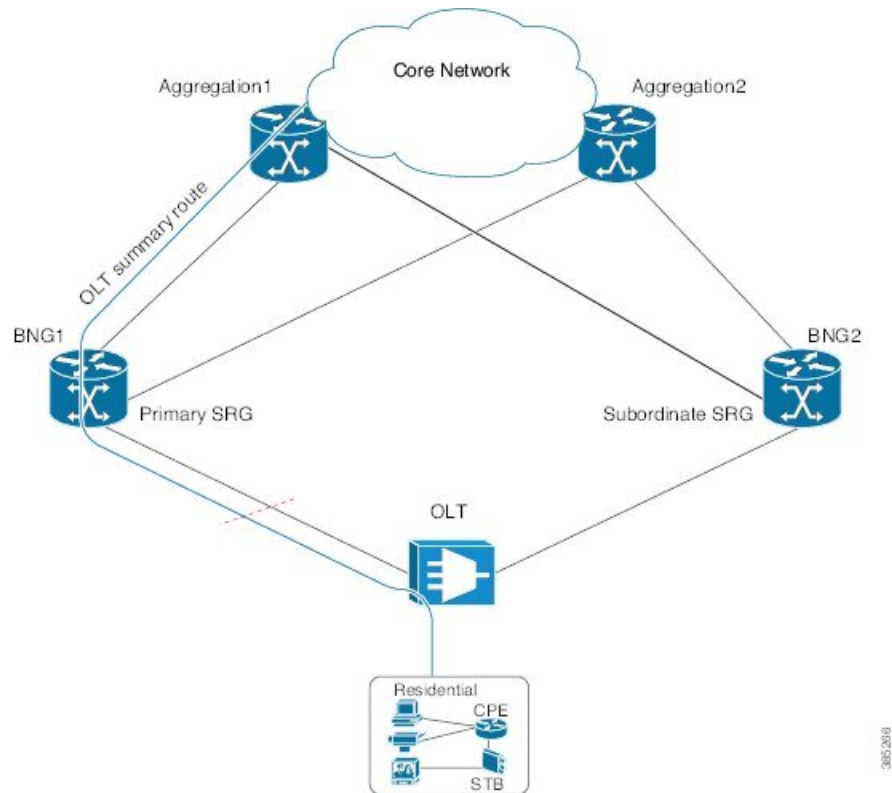 Core Network
Aggregation1
Aggregation2
OLT summary route
BNG1
BNG2
Primary SRG
Subordinate SRG
OLT
Residential
CPE
STB
385266